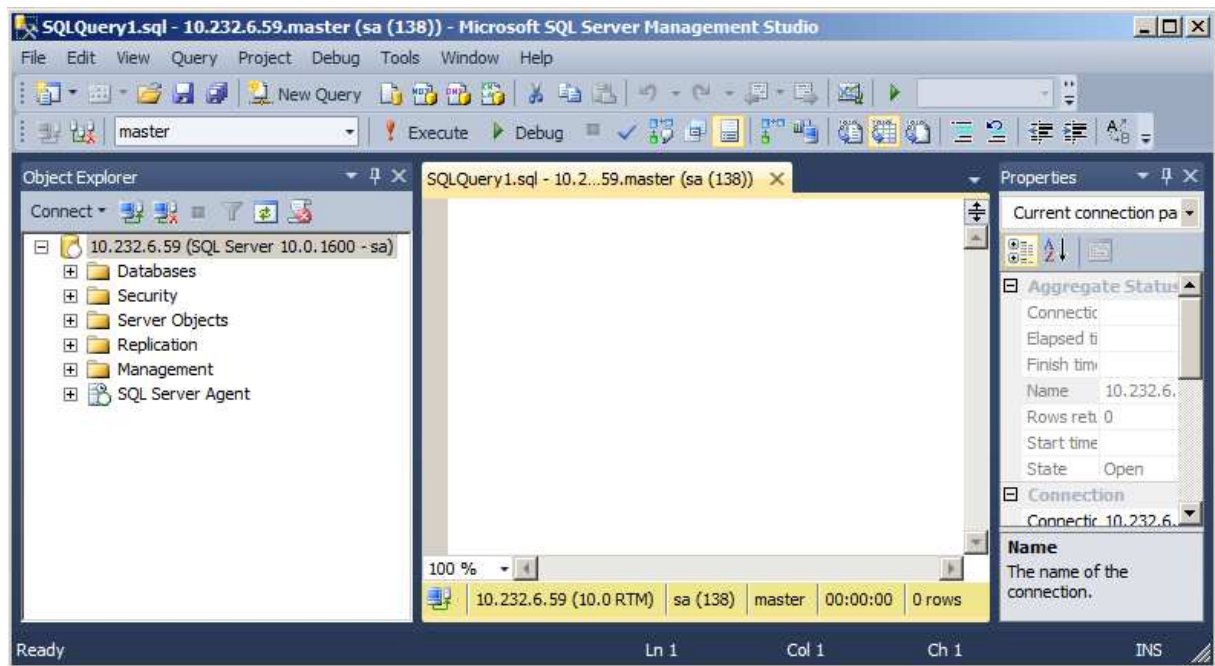 SQLQuery1.sql - 10.232.6.59.master (sa (138)) - Microsoft SQL Server Management Studio
File Edit View Query Project Debug Tools Window Help
New Query
master Execute Debug
Object Explorer
Connect
10.232.6.59 (SQL Server 10.0.1600 - sa)
Databases
Security
Server Objects
Replication
Management
SQL Server Agent
SQLQuery1.sql - 10.2...59.master (sa (138))
100 %
10.232.6.59 (10.0 RTM) sa (138) master 00:00:00 0 rows
Properties
Current connection pa
Aggregate Status
Connectic
Elapsed ti
Finish tim
Name 10.232.6.
Rows retu 0
Start time
State Open
Connection
Connectic 10.232.6.
Name
The name of the
connection.
Ready Ln 1 Col 1 Ch 1 INS